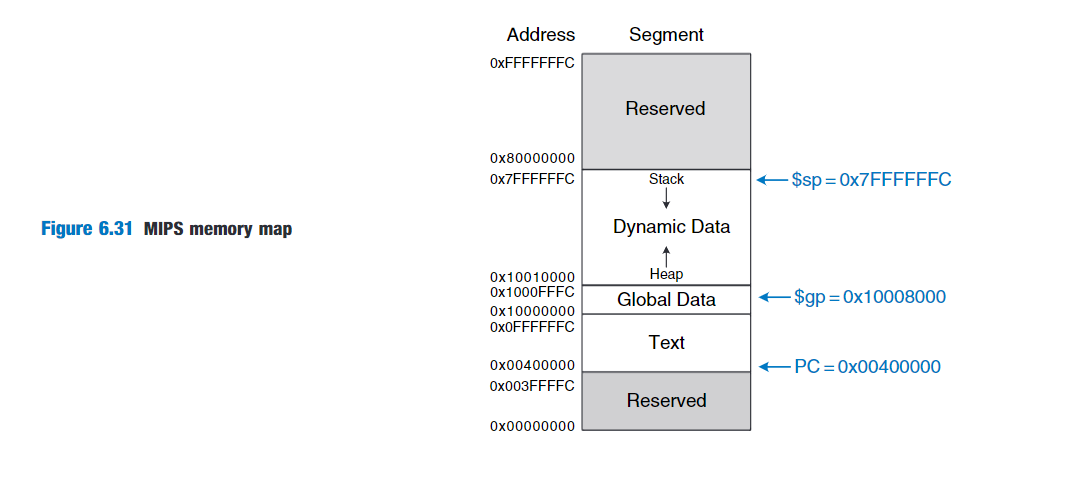 Address Segment
0xFFFFFFFC
Reserved
0x80000000
0x7FFFFFFC Stack $sp = 0x7FFFFFFC
Figure 6.31 MIPS memory map
Dynamic Data
0x10010000 Heap
0x1000FFFC
Global Data $gp = 0x10008000
0x10000000
0x0FFFFFFC
Text
0x00400000 PC = 0x00400000
0x003FFFFC
Reserved
0x00000000